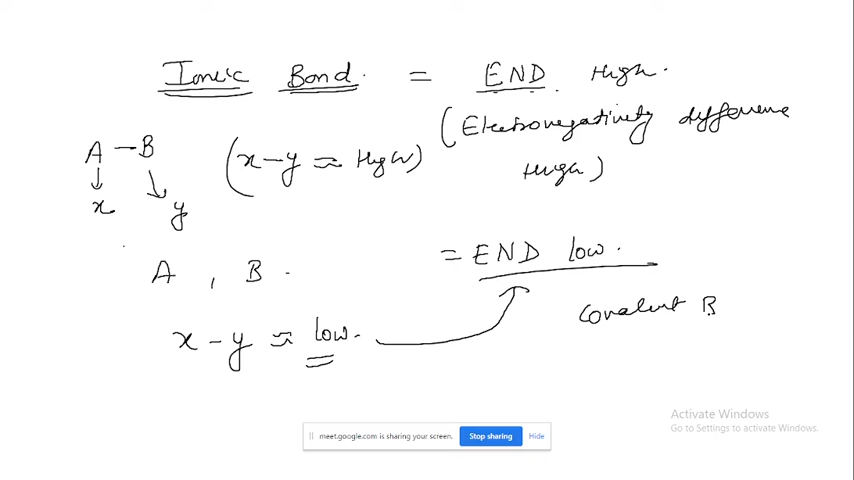 Ionic Bond. = END High.
(Electronegativity difference
High)
A — B
(x-y ≈ High)
x y
= END low.
A , B .
Covalent B
x - y ≈ low.
Activate Windows
Go to Settings to activate Windows.
meet.google.com is sharing your screen. Stop sharing Hide